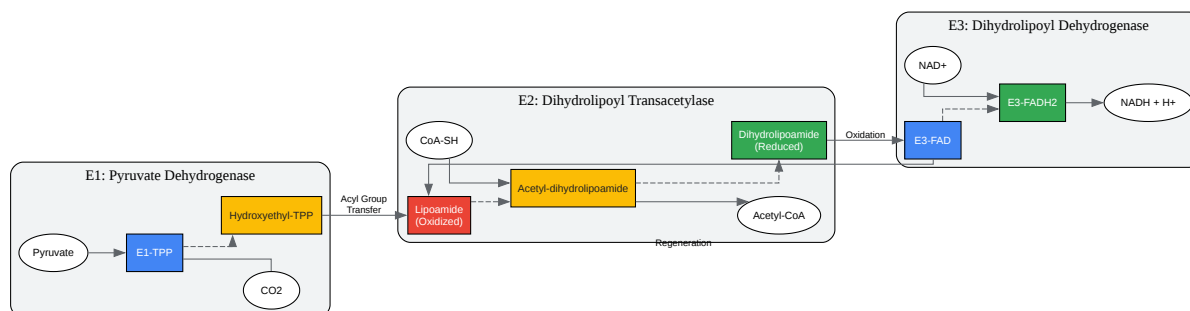 E1: Pyruvate Dehydrogenase
Pyruvate
E1-TPP
Hydroxyethyl-TPP
CO2
Acyl Group
Transfer
E2: Dihydrolipoyl Transacetylase
CoA-SH
Lipoamide
(Oxidized)
Acetyl-dihydrolipoamide
Dihydrolipoamide
(Reduced)
Acetyl-CoA
Regeneration
Oxidation
E3: Dihydrolipoyl Dehydrogenase
NAD+
E3-FAD
E3-FADH2
NADH + H+